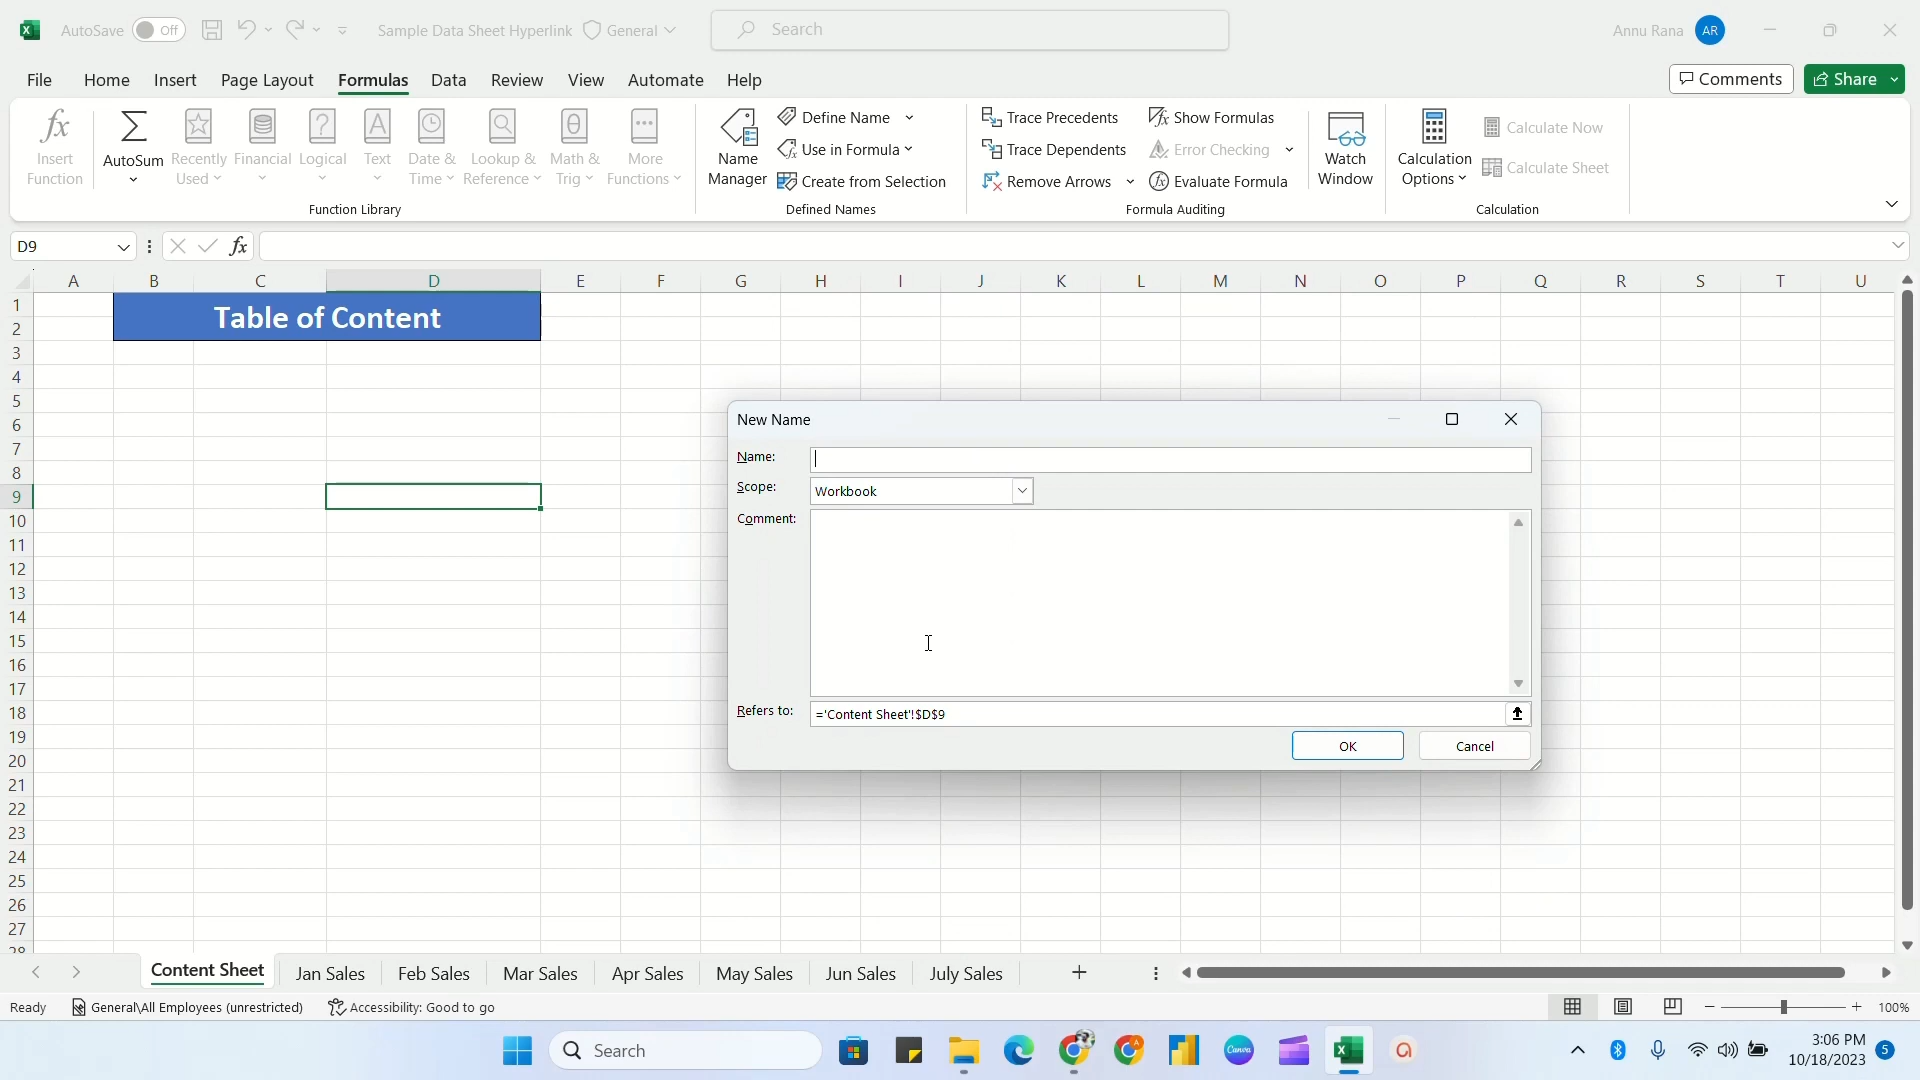 AutoSave Off Sample Data Sheet Hyperlink General Search Annu Rana AR
File Home Insert Page Layout Formulas Data Review View Automate Help Comments Share
Insert Function
AutoSum
Recently Used
Financial
Logical
Text
Date & Time
Lookup & Reference
Math & Trig
More Functions
Function Library
Name Manager
Define Name
Use in Formula
Create from Selection
Defined Names
Trace Precedents
Trace Dependents
Remove Arrows
Show Formulas
Error Checking
Evaluate Formula
Formula Auditing
Watch Window
Calculation Options
Calculate Now
Calculate Sheet
Calculation
D9 fx
A B C D E F G H I J K L M N O P Q R S T U
1
2
3
4
5
6
7
8
9
10
11
12
13
14
15
16
17
18
19
20
21
22
23
24
25
26
27
28
Table of Content
New Name
Name:
Scope: Workbook
Comment:
Refers to: ='Content Sheet'!$D$9
OK Cancel
Content Sheet Jan Sales Feb Sales Mar Sales Apr Sales May Sales Jun Sales July Sales
Ready General\All Employees (unrestricted) Accessibility: Good to go 100%
Search
Canva
3:06 PM
10/18/2023 5